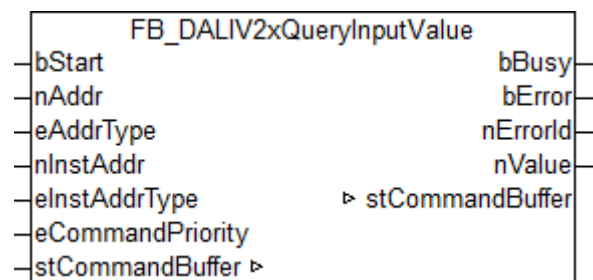 FB_DALIV2xQueryInputValue
bStart bBusy
nAddr bError
eAddrType nErrorId
nInstAddr nValue
eInstAddrType ▹ stCommandBuffer
eCommandPriority
stCommandBuffer ▹